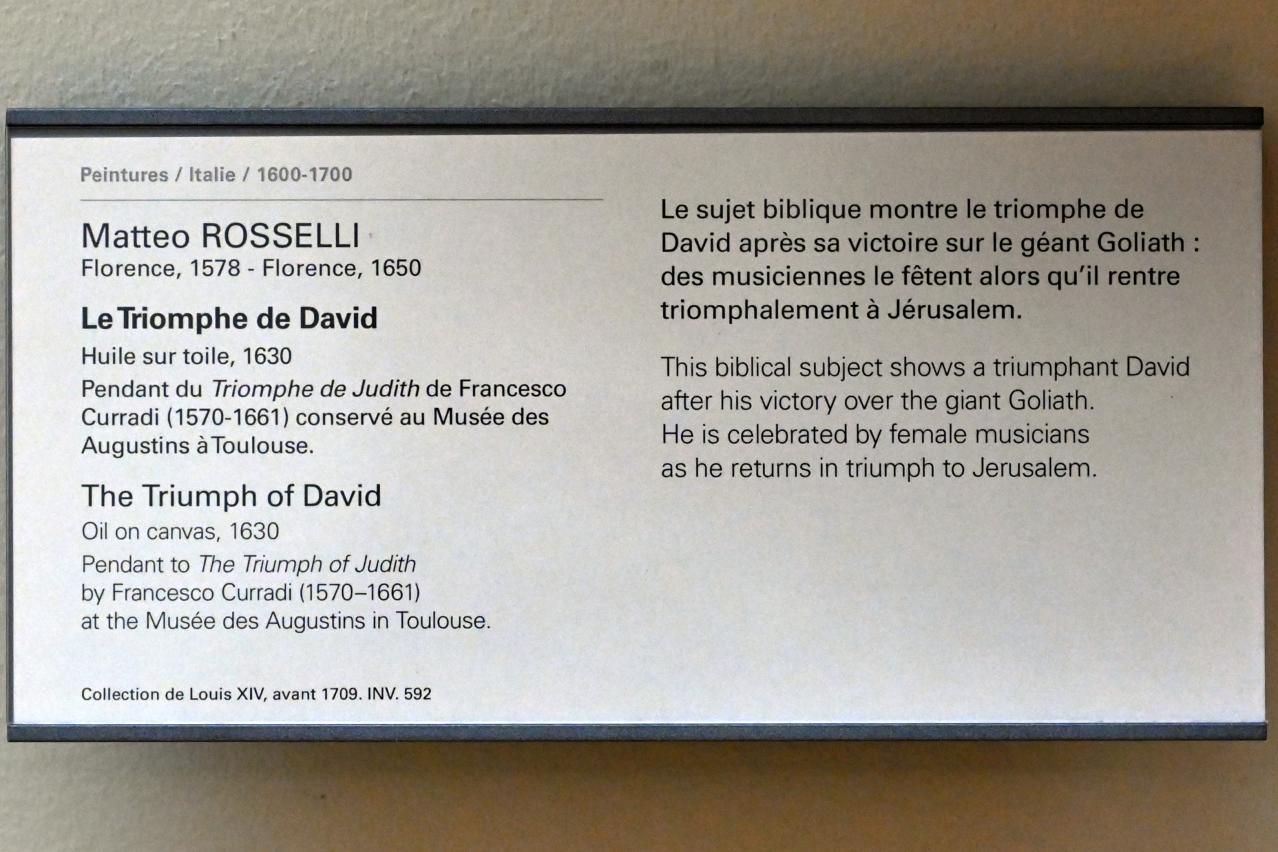 Peintures / Italie / 1600-1700
Matteo ROSSELLI
Florence, 1578 - Florence, 1650
Le Triomphe de David
Huile sur toile, 1630
Pendant du Triomphe de Judith de Francesco
Curradi (1570-1661) conservé au Musée des
Augustins à Toulouse.
The Triumph of David
Oil on canvas, 1630
Pendant to The Triumph of Judith
by Francesco Curradi (1570–1661)
at the Musée des Augustins in Toulouse.
Collection de Louis XIV, avant 1709. INV. 592
Le sujet biblique montre le triomphe de
David après sa victoire sur le géant Goliath :
des musiciennes le fêtent alors qu'il rentre
triomphalement à Jérusalem.
This biblical subject shows a triumphant David
after his victory over the giant Goliath.
He is celebrated by female musicians
as he returns in triumph to Jerusalem.